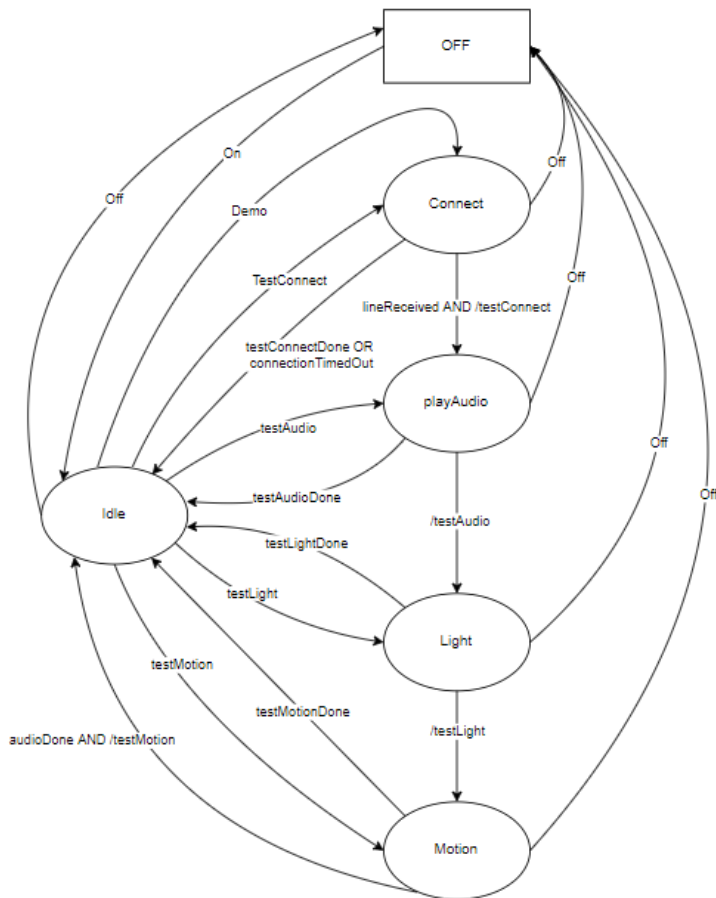 OFF
On
Off
Demo
Connect
Off
TestConnect
Off
lineReceived AND /testConnect
testConnectDone OR
connectionTimedOut
playAudio
testAudio
Off
testAudioDone
Off
Idle
/testAudio
testLightDone
testLight
Light
testMotion
testMotionDone
/testLight
audioDone AND /testMotion
Motion